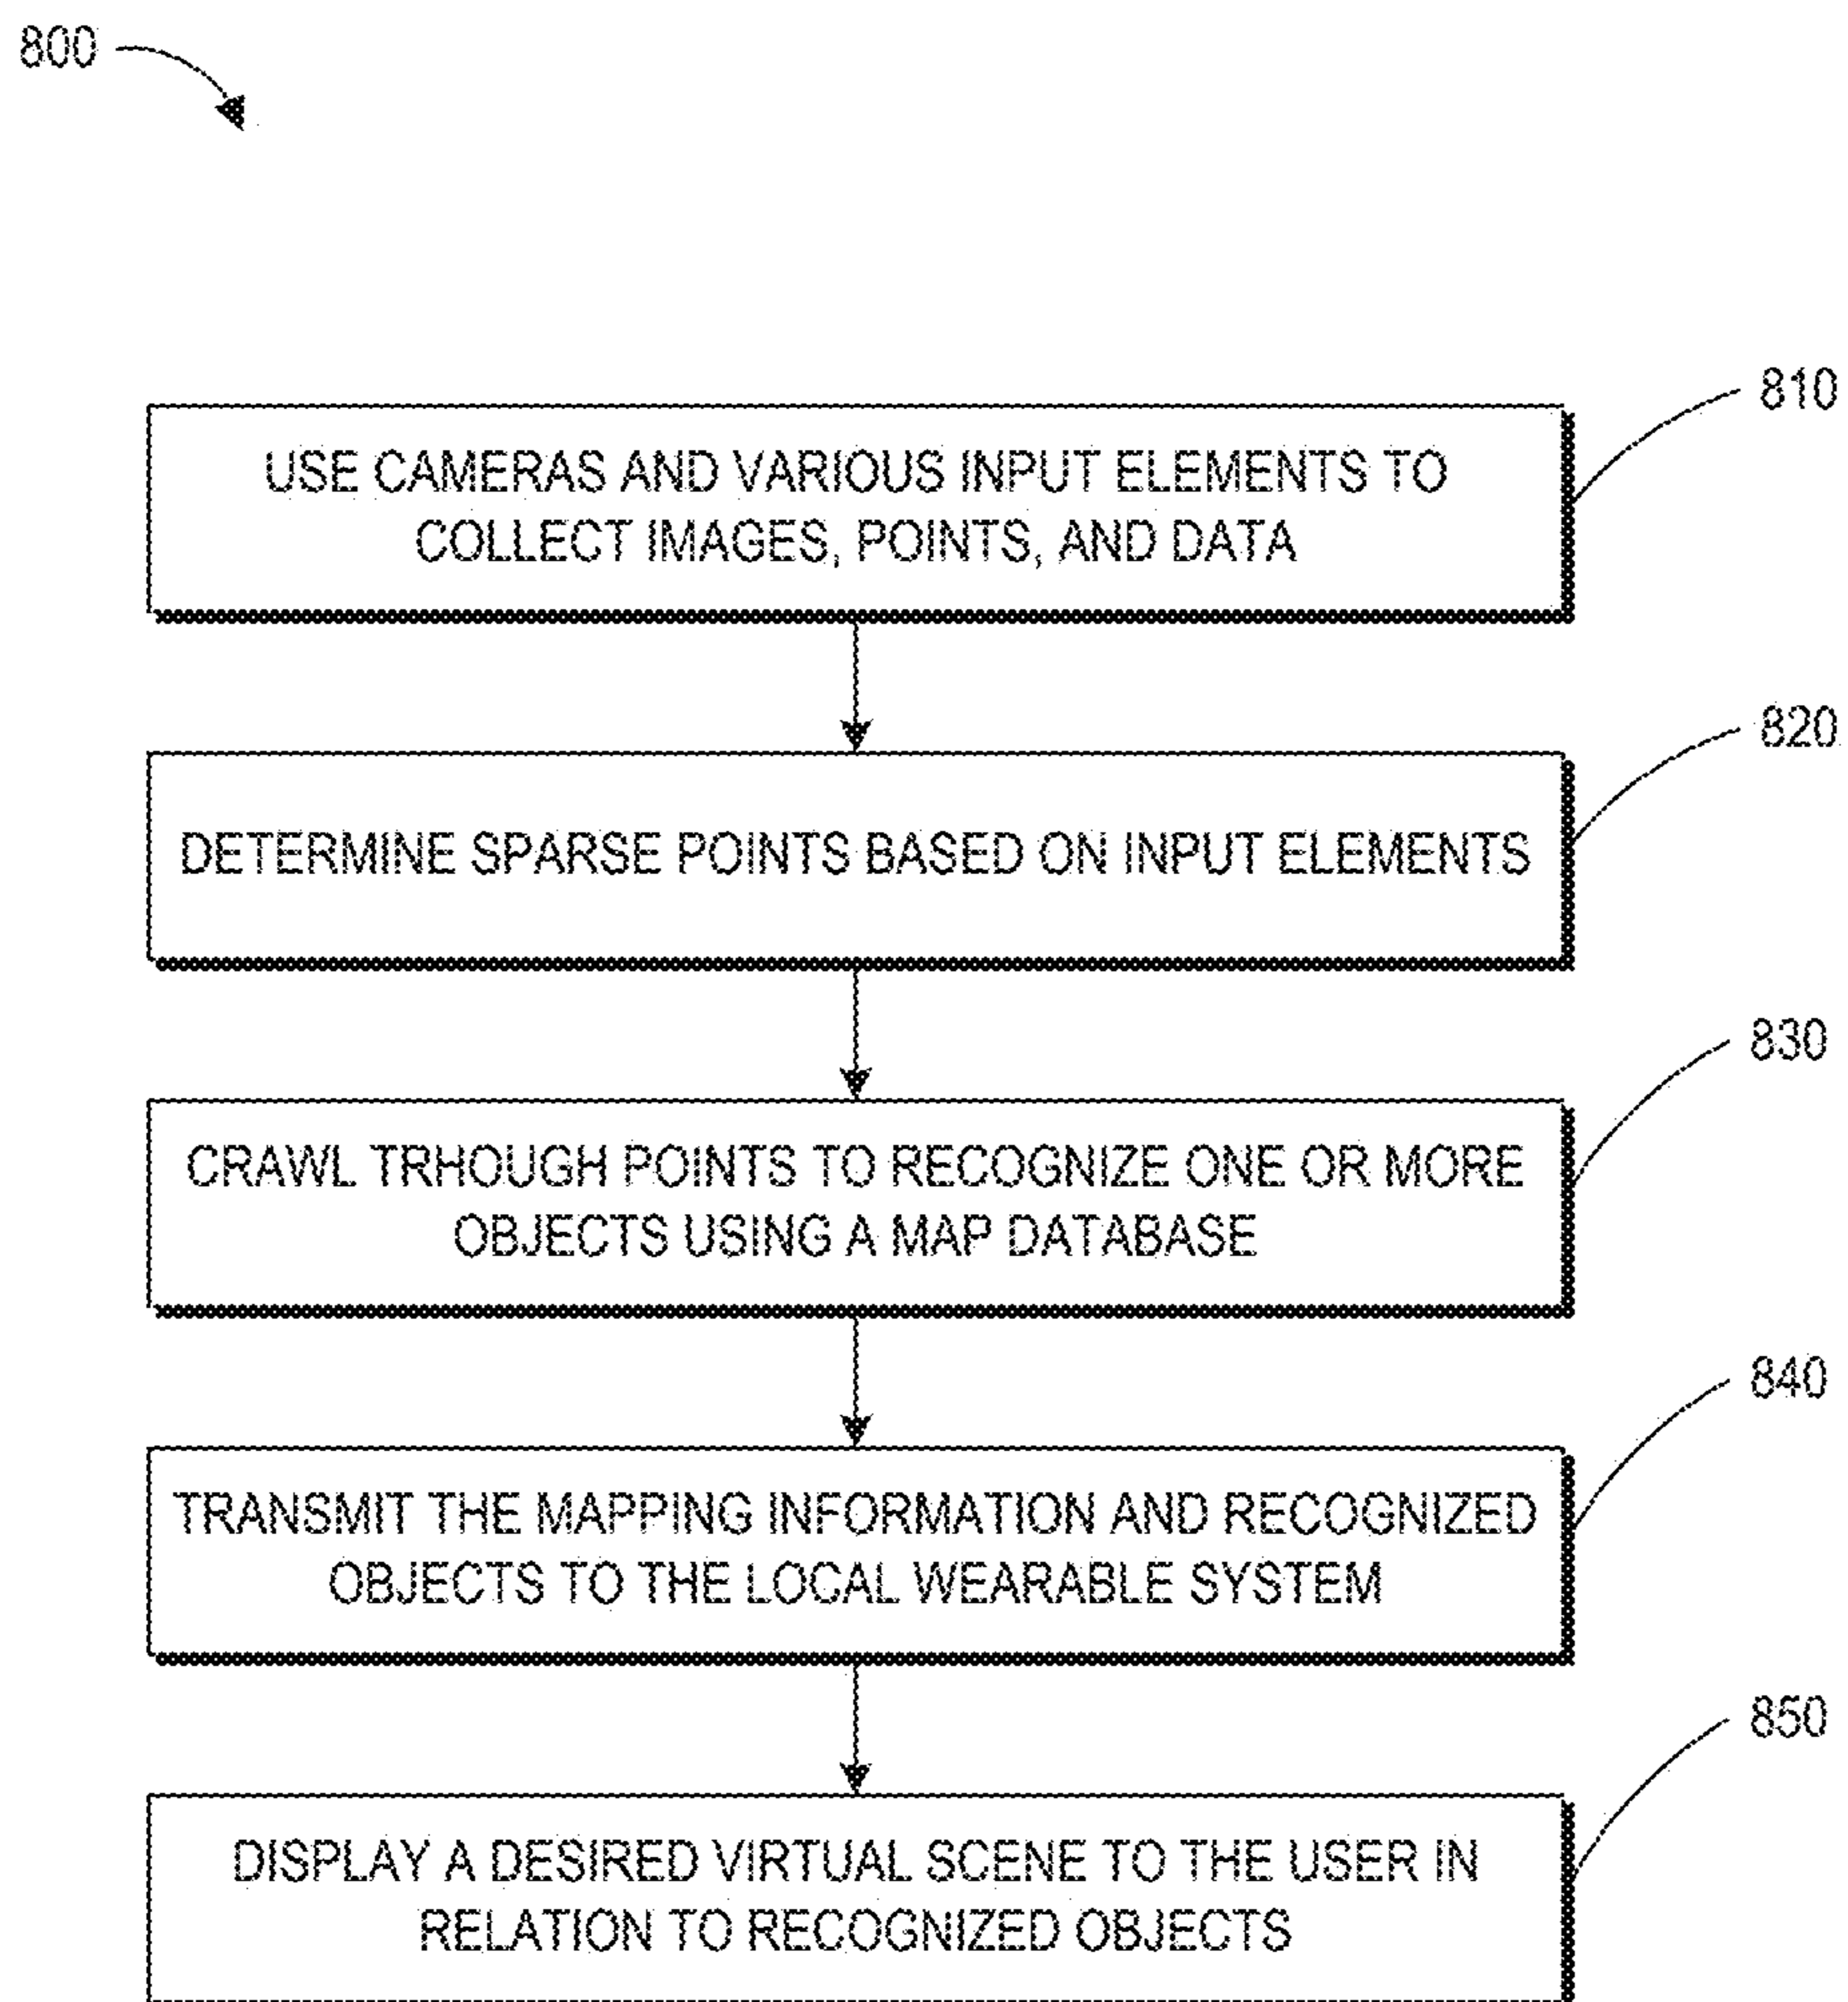 800
810
USE CAMERAS AND VARIOUS INPUT ELEMENTS TO
COLLECT IMAGES, POINTS, AND DATA
820
DETERMINE SPARSE POINTS BASED ON INPUT ELEMENTS
830
CRAWL TRHOUGH POINTS TO RECOGNIZE ONE OR MORE
OBJECTS USING A MAP DATABASE
840
TRANSMIT THE MAPPING INFORMATION AND RECOGNIZED
OBJECTS TO THE LOCAL WEARABLE SYSTEM
850
DISPLAY A DESIRED VIRTUAL SCENE TO THE USER IN
RELATION TO RECOGNIZED OBJECTS